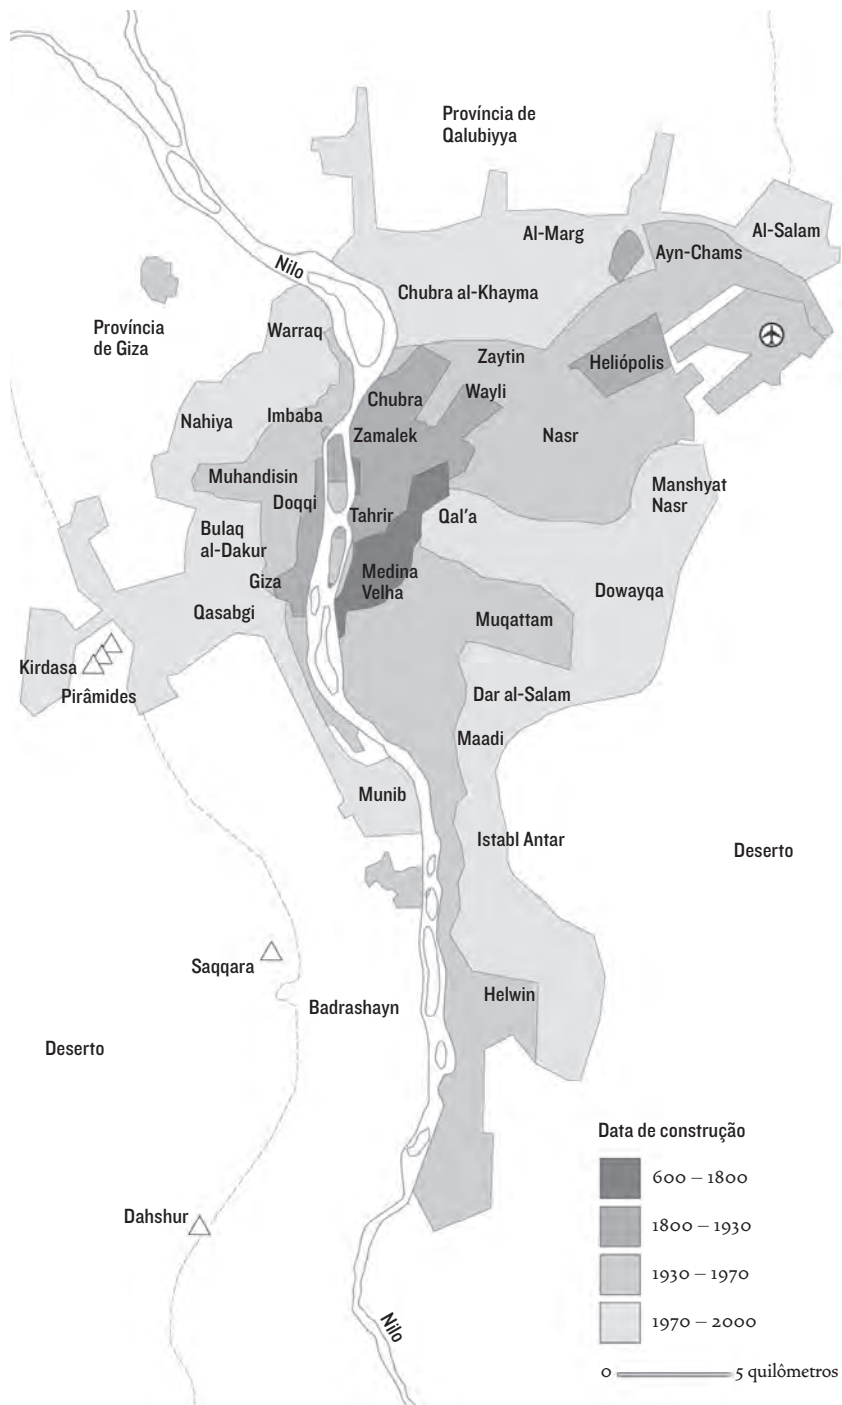 Província de
Qalubiyya
Al-Marg
Al-Salam
Ayn-Chams
Nilo
Chubra al-Khayma
Província
de Giza
Warraq
Zaytin
Heliópolis
Chubra
Wayli
Nahiya
Imbaba
Zamalek
Nasr
Muhandisin
Doqqi
Manshyat
Nasr
Tahrir
Qal’a
Bulaq
al-Dakur
Giza
Medina
Velha
Dowayqa
Qasabgi
Muqattam
Kirdasa
Pirâmides
Dar al-Salam
Maadi
Munib
Istabl Antar
Deserto
Saqqara
Helwin
Badrashayn
Deserto
Data de construção
600 – 1800
1800 – 1930
1930 – 1970
1970 – 2000
Dahshur
Nilo
0 5 quilômetros